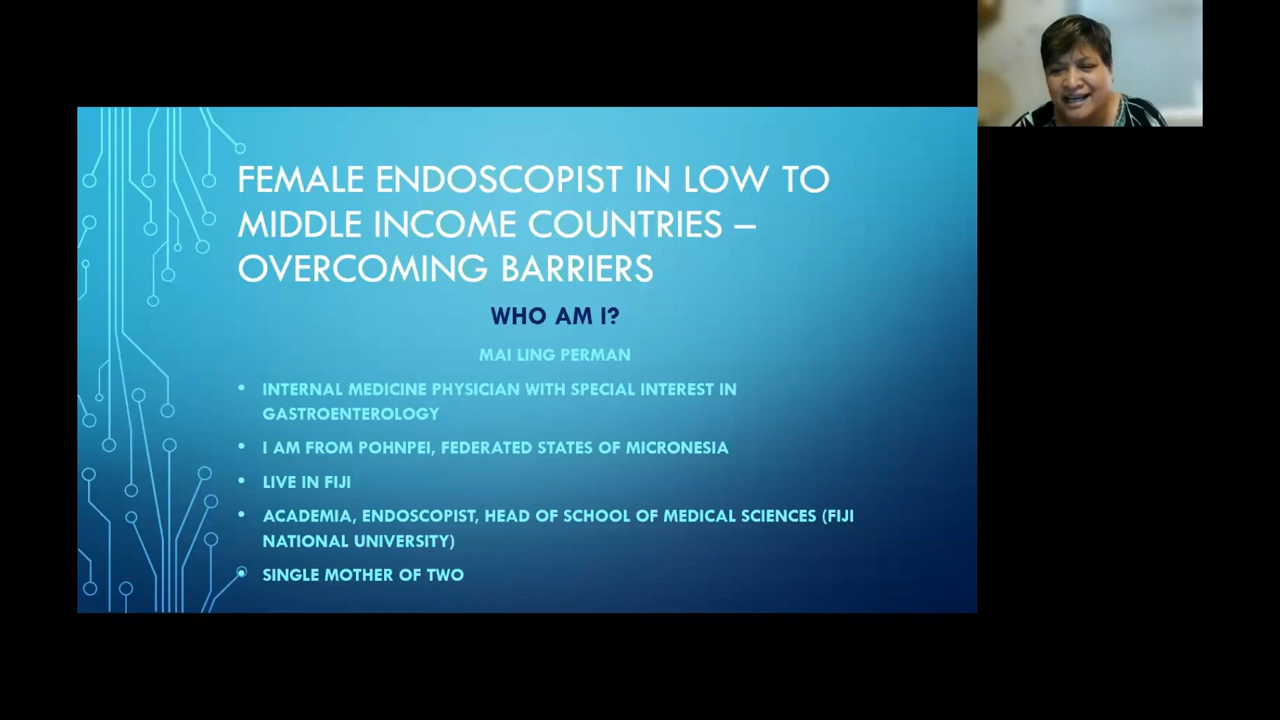 FEMALE ENDOSCOPIST IN LOW TO
MIDDLE INCOME COUNTRIES –
OVERCOMING BARRIERS
WHO AM I?
MAI LING PERMAN
• INTERNAL MEDICINE PHYSICIAN WITH SPECIAL INTEREST IN
GASTROENTEROLOGY
• I AM FROM POHNPEI, FEDERATED STATES OF MICRONESIA
• LIVE IN FIJI
• ACADEMIA, ENDOSCOPIST, HEAD OF SCHOOL OF MEDICAL SCIENCES (FIJI
NATIONAL UNIVERSITY)
• SINGLE MOTHER OF TWO